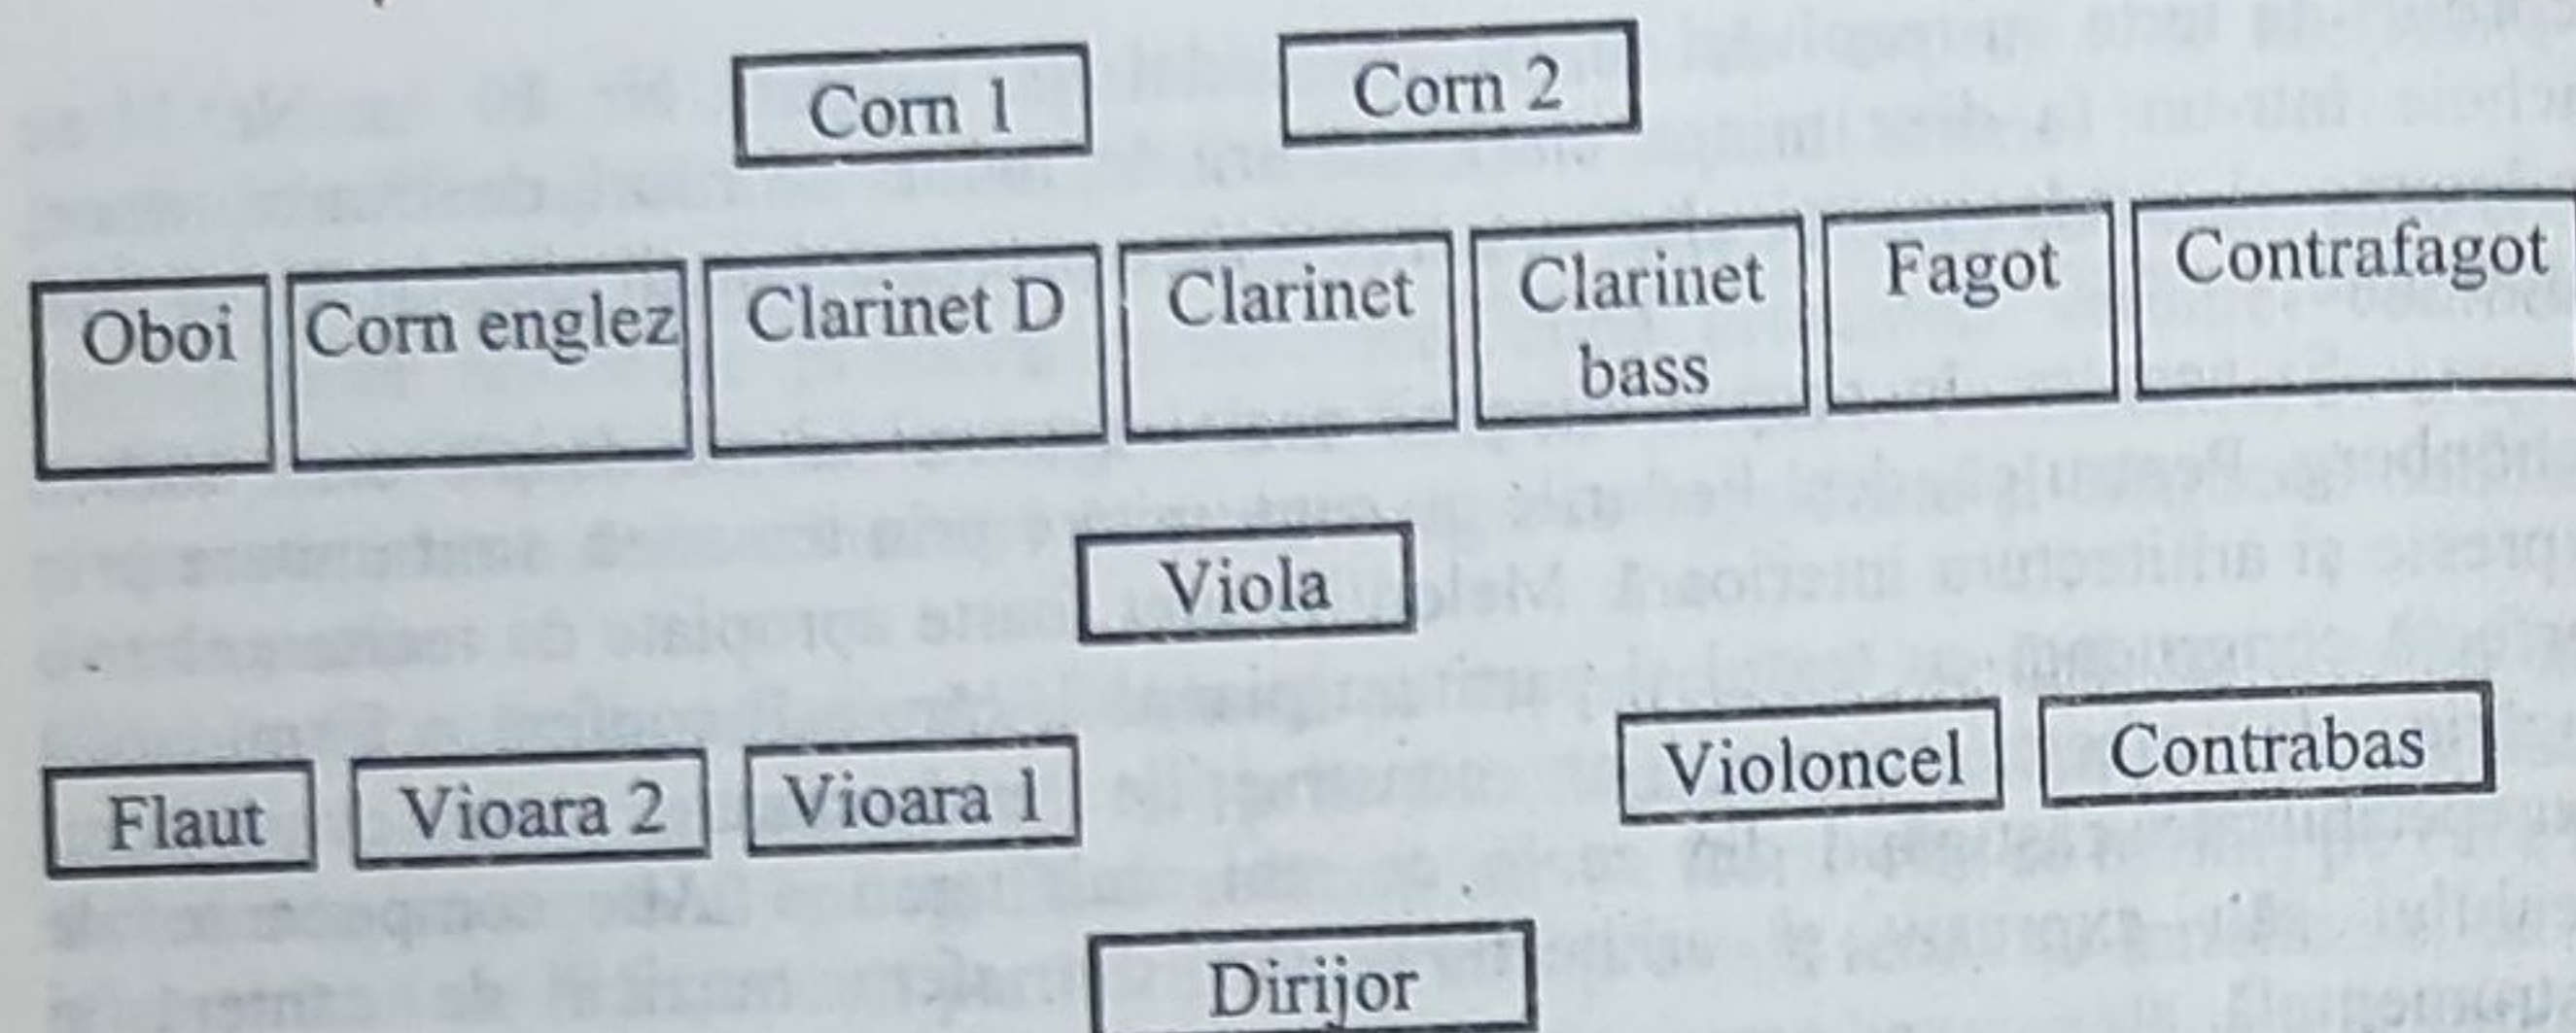 Corn 1 Corn 2
Oboi Corn englez Clarinet D Clarinet Clarinet bass Fagot Contrafagot
Viola
Flaut Vioara 2 Vioara 1 Violoncel Contrabas
Dirijor